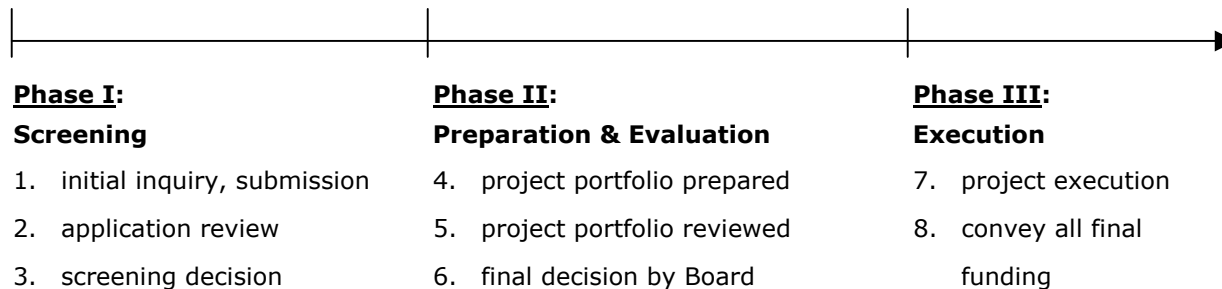 Phase I:
Screening
1. initial inquiry, submission
2. application review
3. screening decision
Phase II:
Preparation & Evaluation
4. project portfolio prepared
5. project portfolio reviewed
6. final decision by Board
Phase III:
Execution
7. project execution
8. convey all final
funding